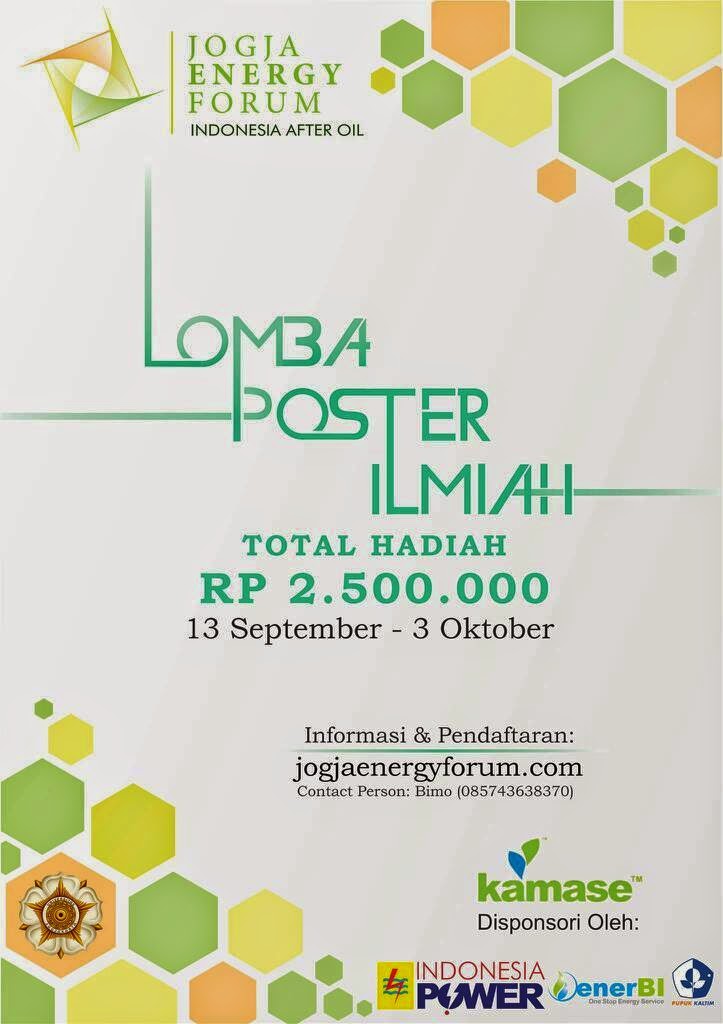 JOGJA
ENERGY
FORUM
INDONESIA AFTER OIL
LOMBA
POSTER
ILMIAH
TOTAL HADIAH
RP 2.500.000
13 September - 3 Oktober
Informasi & Pendaftaran:
jogjaenergyforum.com
Contact Person: Bimo (085743638370)
kamase™
Disponsori Oleh:
INDONESIA
POWER
enerBI
One Stop Energy Service
PUPUK KALTIM